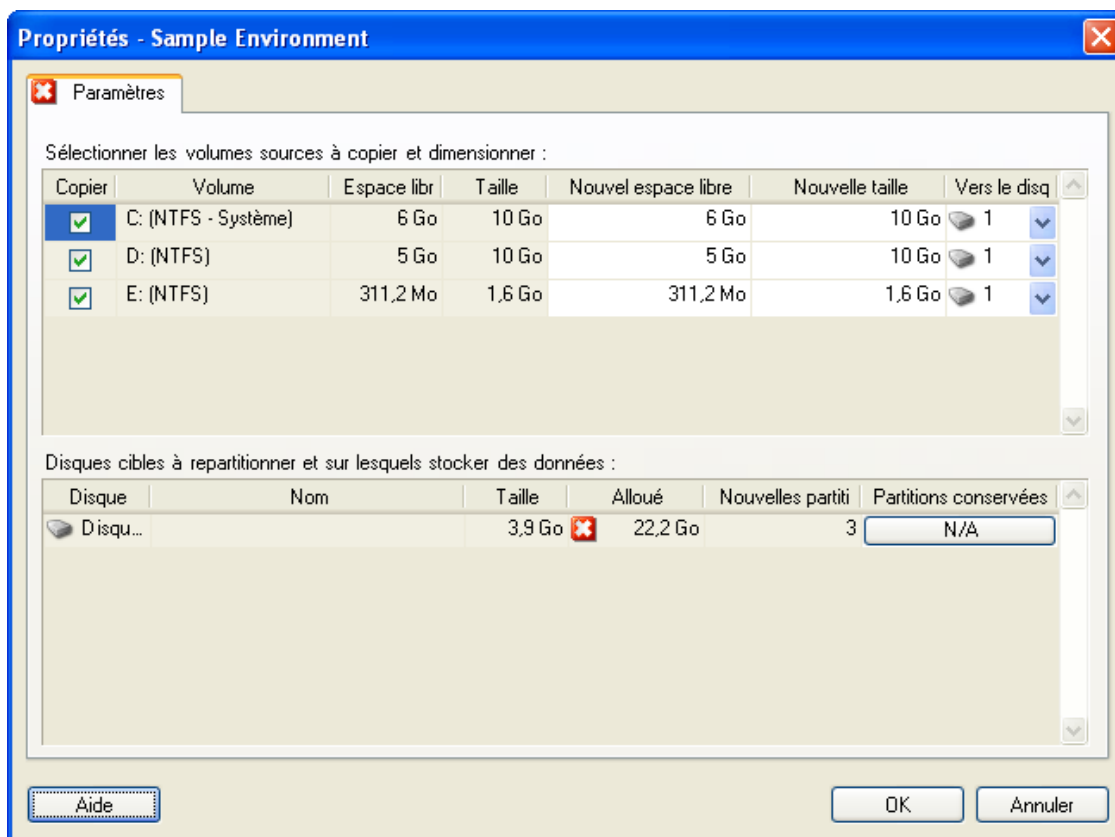 Propriétés - Sample Environment
Paramètres
Sélectionner les volumes sources à copier et dimensionner :
Copier Volume Espace libr Taille Nouvel espace libre Nouvelle taille Vers le disq
C: (NTFS - Système) 6 Go 10 Go 6 Go 10 Go 1
D: (NTFS) 5 Go 10 Go 5 Go 10 Go 1
E: (NTFS) 311,2 Mo 1,6 Go 311,2 Mo 1,6 Go 1
Disques cibles à repartitionner et sur lesquels stocker des données :
Disque Nom Taille Alloué Nouvelles partiti Partitions conservées
Disqu... 3,9 Go 22,2 Go 3 N/A
Aide OK Annuler